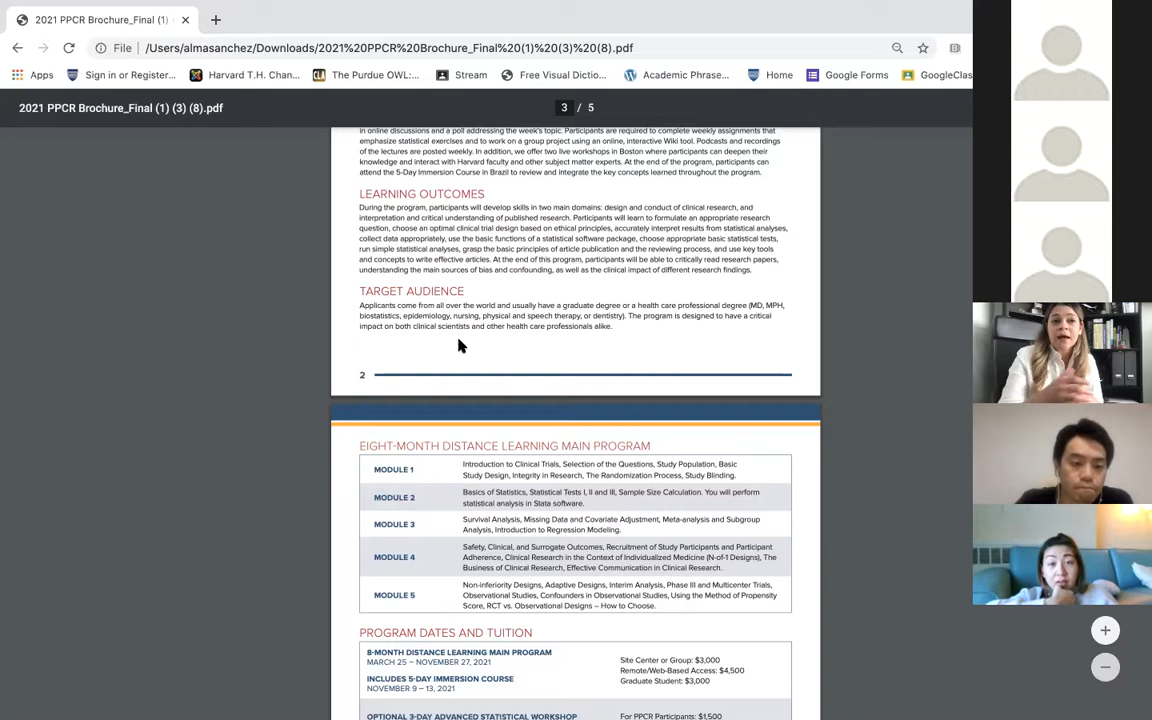 2021 PPCR Brochure_Final (1)
File
/Users/almasanchez/Downloads/2021%20PPCR%20Brochure_Final%20(1)%20(3)%20(8).pdf
Apps
Sign in or Register...
Harvard T.H. Chan...
The Purdue OWL:...
Stream
Free Visual Dictio...
Academic Phrase...
Home
Google Forms
GoogleClas
2021 PPCR Brochure_Final (1) (3) (8).pdf
3 / 5
in online discussions and a poll addressing the week's topic. Participants are required to complete weekly assignments that
emphasize statistical exercises and to work on a group project using an online, interactive Wiki tool. Podcasts and recordings
of the lectures are posted weekly. In addition, we offer two live workshops in Boston where participants can deepen their
knowledge and interact with Harvard faculty and other subject matter experts. At the end of the program, participants can
attend the 5-Day Immersion Course in Brazil to review and integrate the key concepts learned throughout the program.
LEARNING OUTCOMES
During the program, participants will develop skills in two main domains: design and conduct of clinical research, and
interpretation and critical understanding of published research. Participants will learn to formulate an appropriate research
question, choose an optimal clinical trial design based on ethical principles, accurately interpret results from statistical analyses,
collect data appropriately, use the basic functions of a statistical software package, choose appropriate basic statistical tests,
run simple statistical analyses, grasp the basic principles of article publication and the reviewing process, and use key tools
and concepts to write effective articles. At the end of this program, participants will be able to critically read research papers,
understanding the main sources of bias and confounding, as well as the clinical impact of different research findings.
TARGET AUDIENCE
Applicants come from all over the world and usually have a graduate degree or a health care professional degree (MD, MPH,
biostatistics, epidemiology, nursing, physical and speech therapy, or dentistry). The program is designed to have a critical
impact on both clinical scientists and other health care professionals alike.
2
EIGHT-MONTH DISTANCE LEARNING MAIN PROGRAM
MODULE 1
Introduction to Clinical Trials, Selection of the Questions, Study Population, Basic
Study Design, Integrity in Research, The Randomization Process, Study Blinding.
MODULE 2
Basics of Statistics, Statistical Tests I, II and III, Sample Size Calculation. You will perform
statistical analysis in Stata software.
MODULE 3
Survival Analysis, Missing Data and Covariate Adjustment, Meta-analysis and Subgroup
Analysis, Introduction to Regression Modeling.
MODULE 4
Safety, Clinical, and Surrogate Outcomes, Recruitment of Study Participants and Participant
Adherence, Clinical Research in the Context of Individualized Medicine (N-of-1 Designs), The
Business of Clinical Research, Effective Communication in Clinical Research.
MODULE 5
Non-inferiority Designs, Adaptive Designs, Interim Analysis, Phase III and Multicenter Trials,
Observational Studies, Confounders in Observational Studies, Using the Method of Propensity
Score, RCT vs. Observational Designs – How to Choose.
PROGRAM DATES AND TUITION
8-MONTH DISTANCE LEARNING MAIN PROGRAM
MARCH 25 – NOVEMBER 27, 2021
INCLUDES 5-DAY IMMERSION COURSE
NOVEMBER 9 – 13, 2021
Site Center or Group: $3,000
Remote/Web-Based Access: $4,500
Graduate Student: $3,000
OPTIONAL 3-DAY ADVANCED STATISTICAL WORKSHOP
For PPCR Participants: $1,500